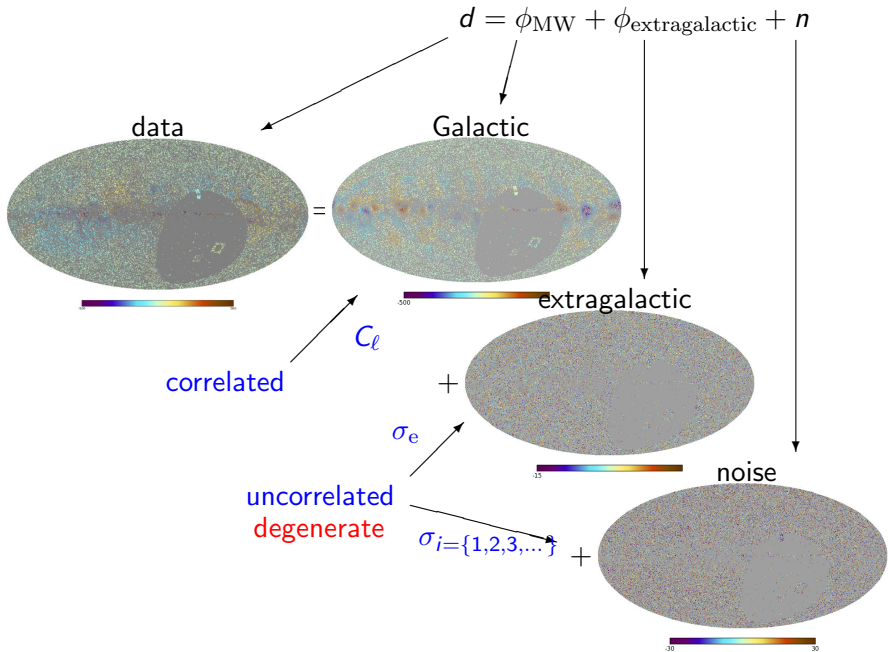 d = ϕ_MW + ϕ_extragalactic + n
data
Galactic
=
-500
extragalactic
C_ℓ
correlated
+
σ_e
-15
noise
uncorrelated
degenerate
σ_i={1,2,3,...}
+
-30
30